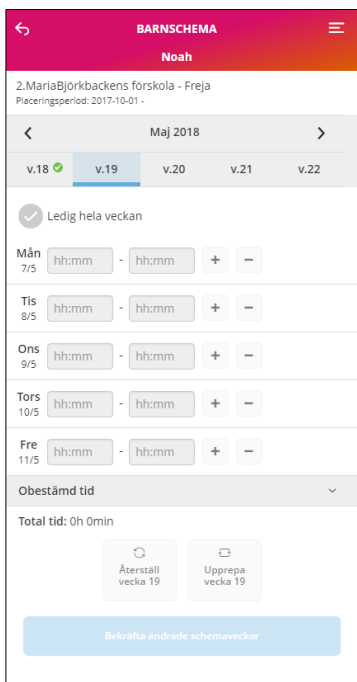 BARNSCHEMA
Noah
2.MariaBjörkbackens förskola - Freja
Placeringsperiod: 2017-10-01 -
Maj 2018
v.18 v.19 v.20 v.21 v.22
Ledig hela veckan
Mån hh:mm - hh:mm + −
7/5
Tis hh:mm - hh:mm + −
8/5
Ons hh:mm - hh:mm + −
9/5
Tors hh:mm - hh:mm + −
10/5
Fre hh:mm - hh:mm + −
11/5
Obestämd tid
Total tid: 0h 0min
Återställ Upprepa
vecka 19 vecka 19
Bekräfta ändrade schemaveckor